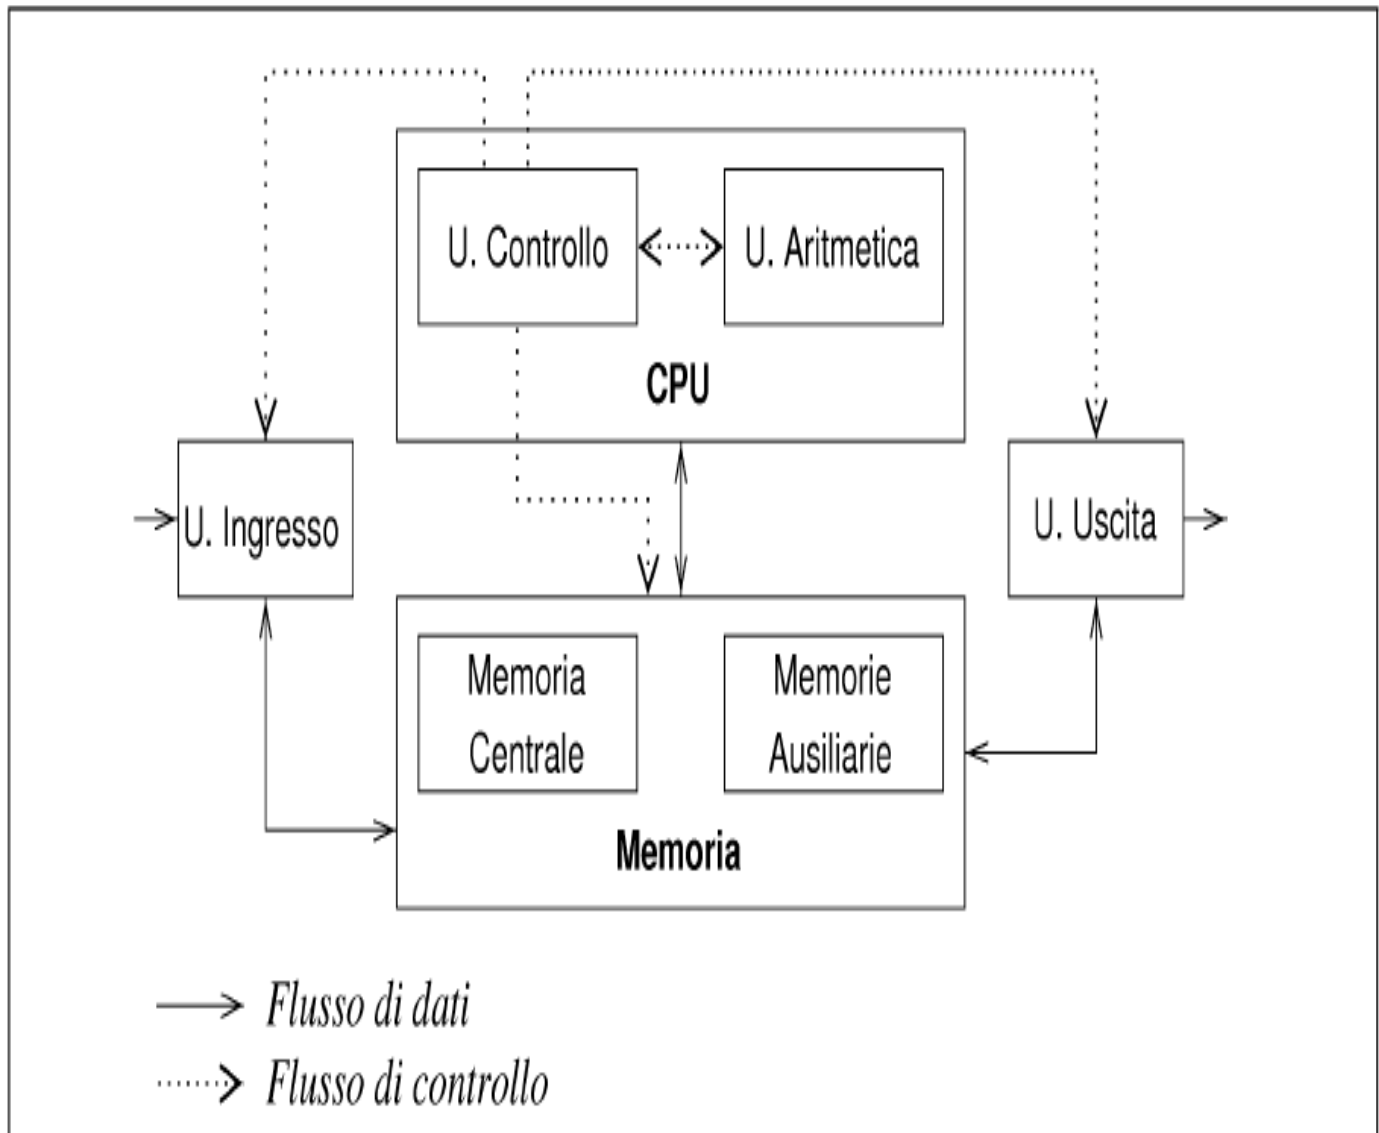 U. Controllo
U. Aritmetica
CPU
U. Ingresso
U. Uscita
Memoria
Centrale
Memorie
Ausiliarie
Memoria
Flusso di dati
Flusso di controllo